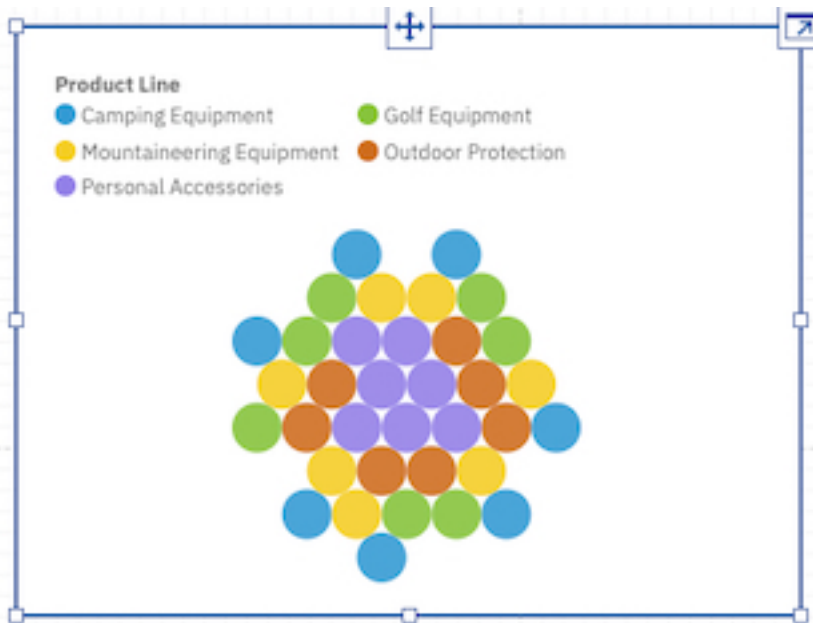 Product Line
Camping Equipment Golf Equipment
Mountaineering Equipment Outdoor Protection
Personal Accessories